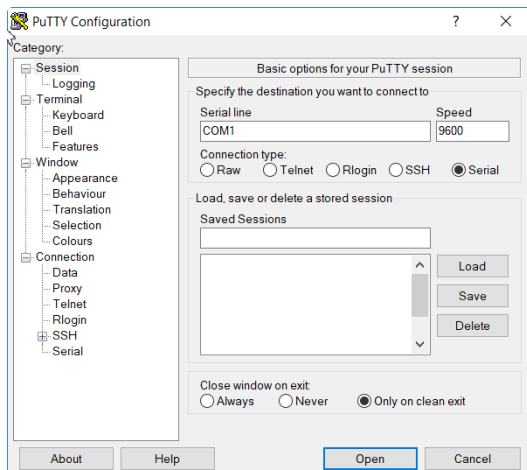 PuTTY Configuration
? X
Category:
Session
Logging
Terminal
Keyboard
Bell
Features
Window
Appearance
Behaviour
Translation
Selection
Colours
Connection
Data
Proxy
Telnet
Rlogin
SSH
Serial
Basic options for your PuTTY session
Specify the destination you want to connect to
Serial line Speed
COM1 9600
Connection type:
Raw Telnet Rlogin SSH Serial
Load, save or delete a stored session
Saved Sessions
Load
Save
Delete
Close window on exit:
Always Never Only on clean exit
About Help Open Cancel